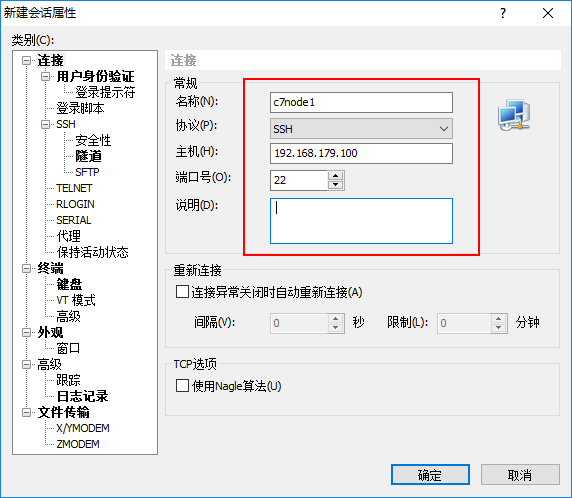 新建会话属性
?
类别(C):
连接
用户身份验证
登录提示符
登录脚本
SSH
安全性
隧道
SFTP
TELNET
RLOGIN
SERIAL
代理
保持活动状态
终端
键盘
VT 模式
高级
外观
窗口
高级
跟踪
日志记录
文件传输
X/YMODEM
ZMODEM
连接
常规
名称(N): c7node1
协议(P): SSH
主机(H): 192.168.179.100
端口号(O): 22
说明(D):
重新连接
连接异常关闭时自动重新连接(A)
间隔(V): 0 秒 限制(L): 0 分钟
TCP选项
使用Nagle算法(U)
确定 取消